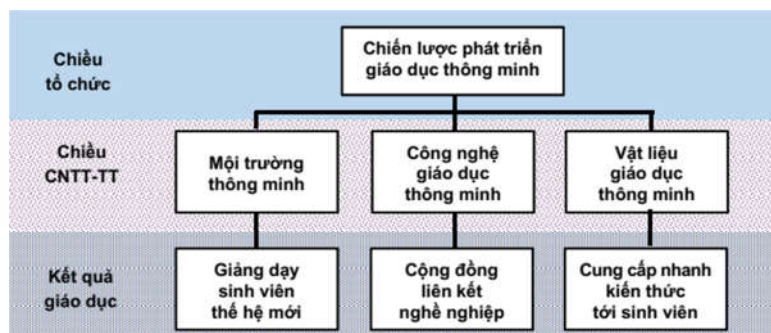 Chiều
tổ chức
Chiến lược phát triển
giáo dục thông minh
Chiều
CNTT-TT
Mội trường
thông minh
Công nghệ
giáo dục
thông minh
Vật liệu
giáo dục
thông minh
Kết quả
giáo dục
Giảng dạy
sinh viên
thế hệ mới
Cộng đồng
liên kết
nghề nghiệp
Cung cấp nhanh
kiến thức
tới sinh viên